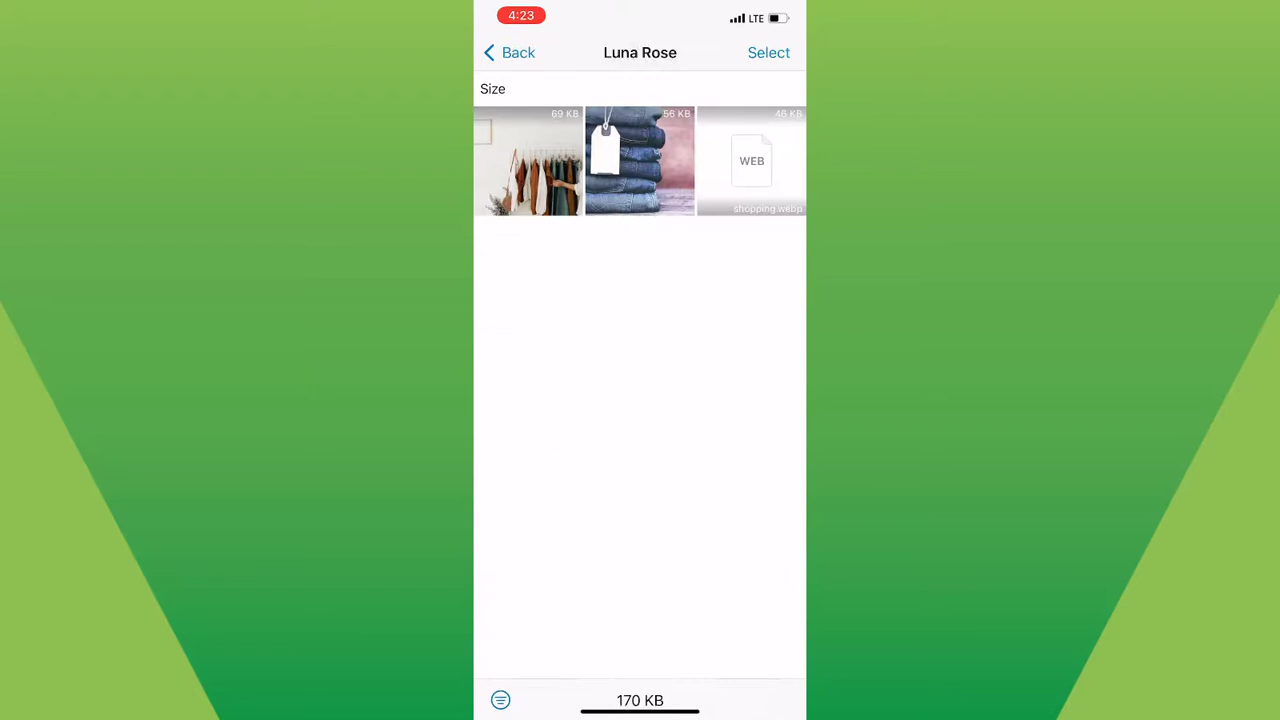 4:23
LTE
Back
Luna Rose
Select
Size
69 KB
56 KB
46 KB
WEB
shopping.webp
170 KB